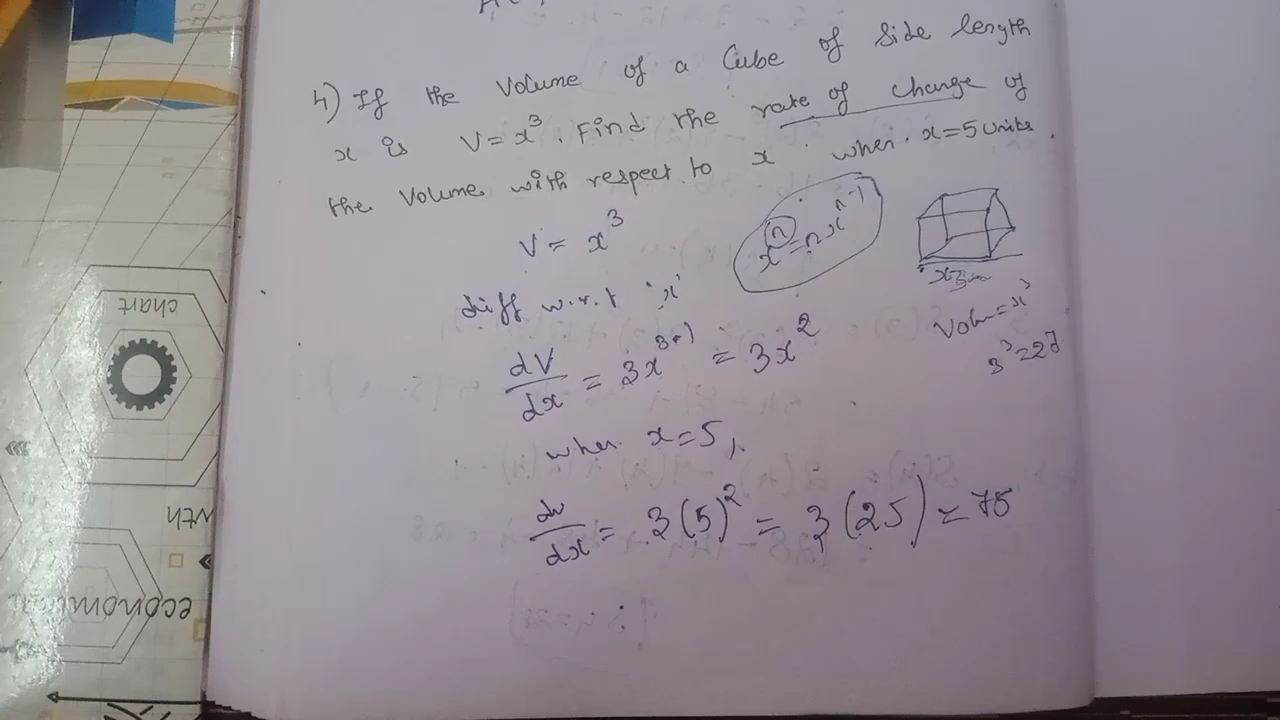 4) If the Volume of a Cube of Side length
x is V=x³. Find the rate of change of
the Volume with respect to x. when x=5 units.
V = x³
xⁿ = nxⁿ⁻¹
diff w.r.t 'x'
Volu=x³
3³=27
dV/dx = 3x³⁻¹ = 3x²
when x=5,
dv/dx = 3(5)² = 3(25) = 75
chart
economical